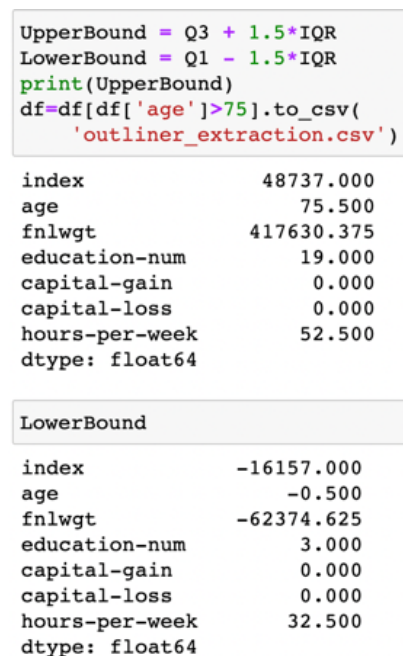 UpperBound = Q3 + 1.5*IQR
LowerBound = Q1 - 1.5*IQR
print(UpperBound)
df=df[df['age']>75].to_csv(
    'outliner_extraction.csv')
index                 48737.000
age                      75.500
fnlwgt               417630.375
education-num            19.000
capital-gain              0.000
capital-loss              0.000
hours-per-week           52.500
dtype: float64
LowerBound
index               -16157.000
age                     -0.500
fnlwgt              -62374.625
education-num            3.000
capital-gain             0.000
capital-loss             0.000
hours-per-week          32.500
dtype: float64